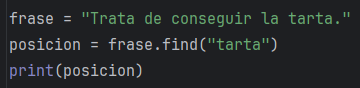 frase = "Trata de conseguir la tarta."
posicion = frase.find("tarta")
print(posicion)